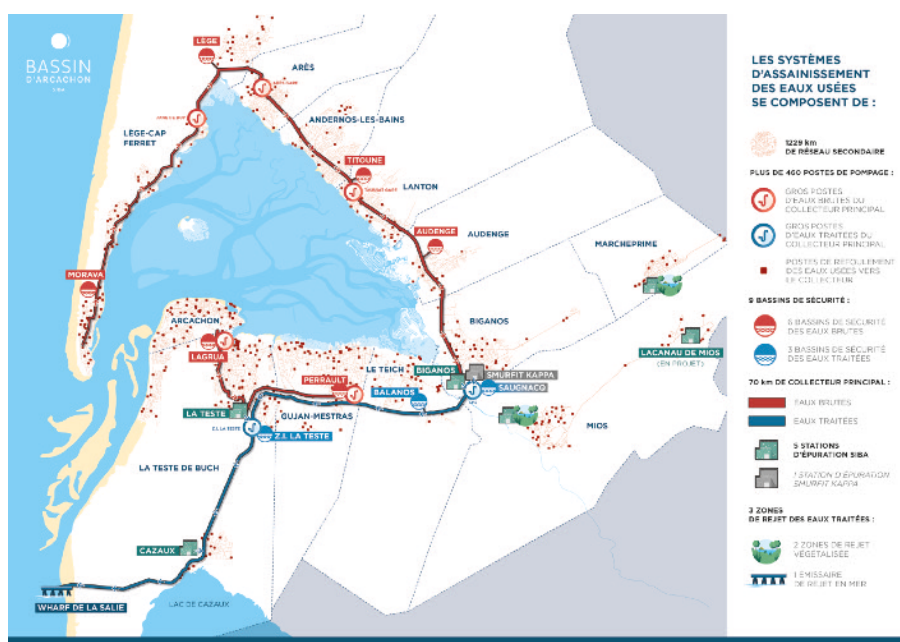 BASSIN
D'ARCACHON
SIBA
LÈGE
ARÈS
ANDERNOS-LES-BAINS
LÈGE-CAP
FERRET
TITOUNE
LANTON
AUDENGE
AUDENGE
MARCHEPRIME
MORAVA
BIGANOS
ARCACHON
LAGRUA
LE TEICH
BIGANOS
SMURFIT KAPPA
SAUGNACQ
LACANAU DE MIOS
(EN PROJET)
PERRAULT
BALANOS
LA TESTE
GUJAN-MESTRAS
MIOS
Z.I. LA TESTE
Z.I. LA TESTE
LA TESTE DE BUCH
CAZAUX
LAC DE CAZAUX
WHARF DE LA SALIE
LES SYSTÈMES
D'ASSAINISSEMENT
DES EAUX USÉES
SE COMPOSENT DE :
1229 km
DE RÉSEAU SECONDAIRE
PLUS DE 460 POSTES DE POMPAGE :
GROS POSTES
D'EAUX BRUTES DU
COLLECTEUR PRINCIPAL
GROS POSTES
D'EAUX TRAITÉES DU
COLLECTEUR PRINCIPAL
POSTES DE REFOULEMENT
DES EAUX USÉES VERS
LE COLLECTEUR
9 BASSINS DE SÉCURITÉ :
6 BASSINS DE SÉCURITÉ
DES EAUX BRUTES
3 BASSINS DE SÉCURITÉ
DES EAUX TRAITÉES
70 km DE COLLECTEUR PRINCIPAL :
EAUX BRUTES
EAUX TRAITÉES
5 STATIONS
D'ÉPURATION SIBA
1 STATION D'ÉPURATION
SMURFIT KAPPA
3 ZONES
DE REJET DES EAUX TRAITÉES :
2 ZONES DE REJET
VÉGÉTALISÉE
1 ÉMISSAIRE
DE REJET EN MER